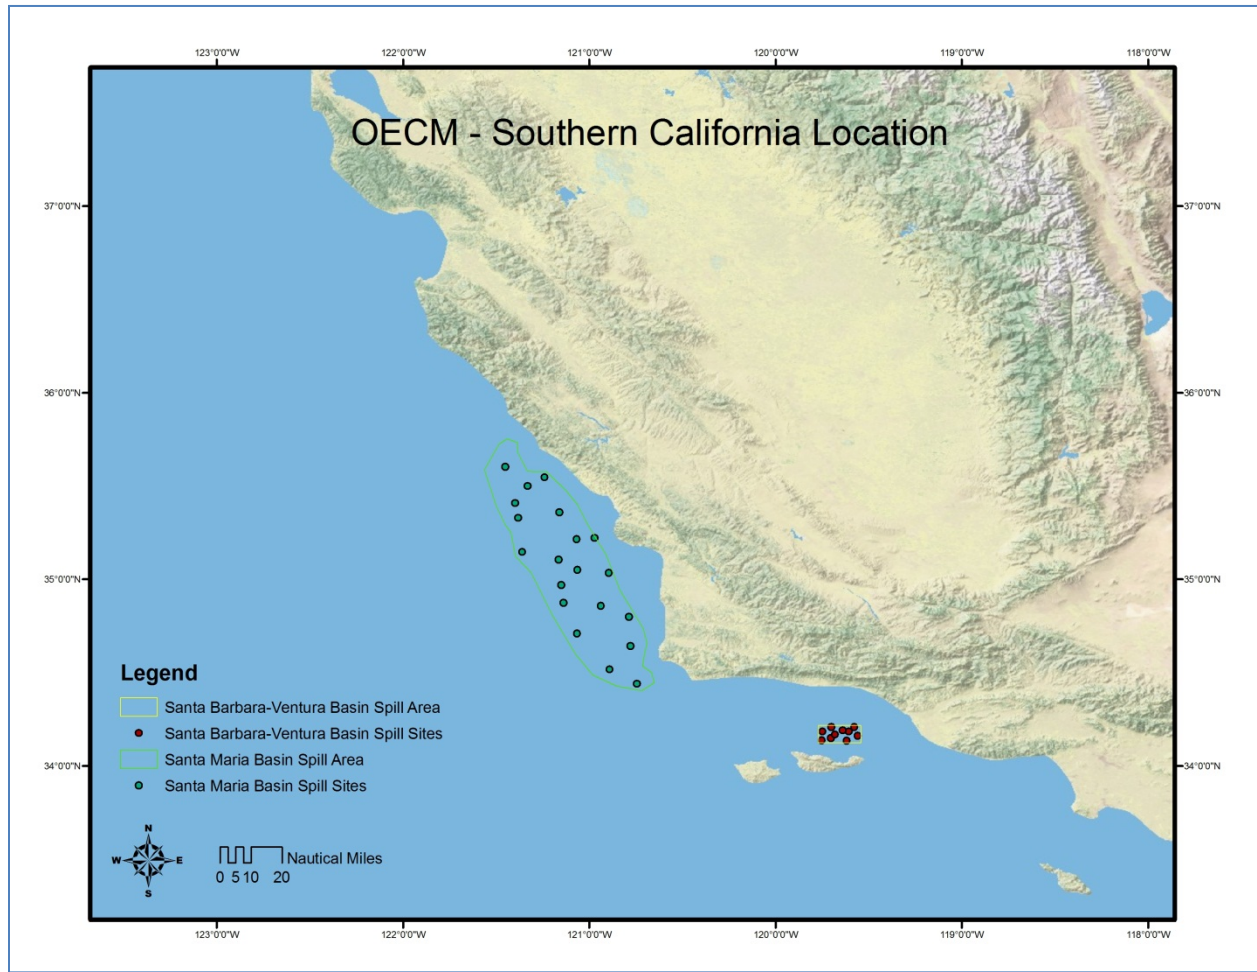 123°0'0"W 122°0'0"W 121°0'0"W 120°0'0"W 119°0'0"W 118°0'0"W
OECM - Southern California Location
37°0'0"N 37°0'0"N
36°0'0"N 36°0'0"N
35°0'0"N 35°0'0"N
Legend
Santa Barbara-Ventura Basin Spill Area
Santa Barbara-Ventura Basin Spill Sites
Santa Maria Basin Spill Area
34°0'0"N 34°0'0"N
Santa Maria Basin Spill Sites
N
W E
S
Nautical Miles
0 5 10 20
123°0'0"W 122°0'0"W 121°0'0"W 120°0'0"W 119°0'0"W 118°0'0"W